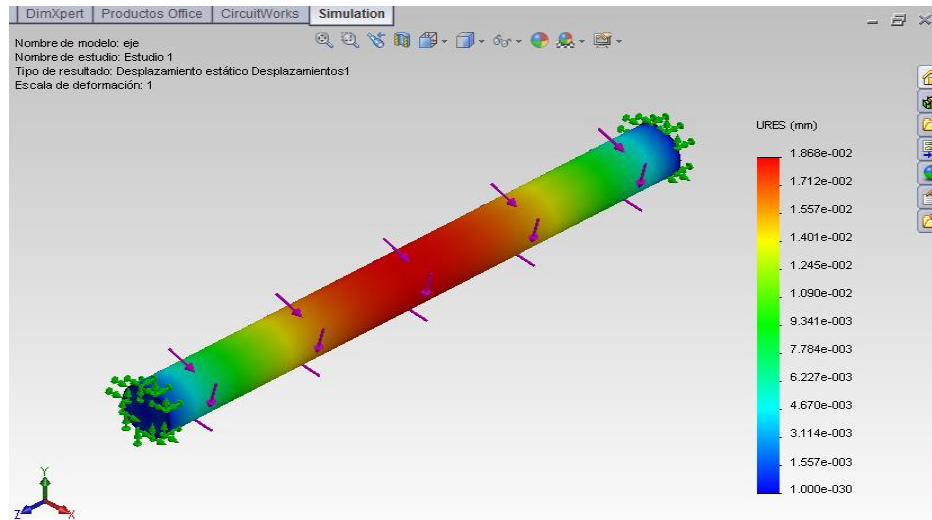 DimXpert Productos Office CircuitWorks Simulation
Nombre de modelo: eje
Nombre de estudio: Estudio 1
Tipo de resultado: Desplazamiento estático Desplazamientos1
Escala de deformación: 1
URES (mm)
1.868e-002
1.712e-002
1.557e-002
1.401e-002
1.245e-002
1.090e-002
9.341e-003
7.784e-003
6.227e-003
4.670e-003
3.114e-003
1.557e-003
1.000e-030
Y
Z X